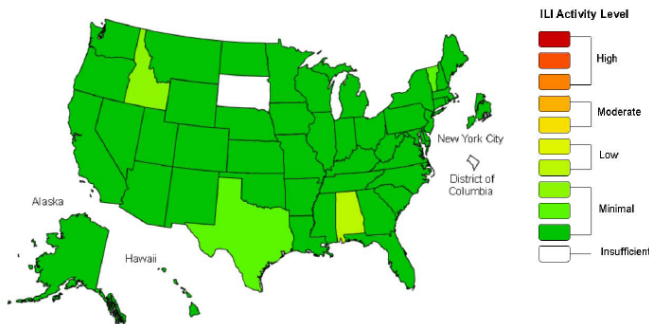 ILI Activity Level
High
Moderate
New York City
Low
District of
Columbia
Alaska
Minimal
Hawaii
Insufficient